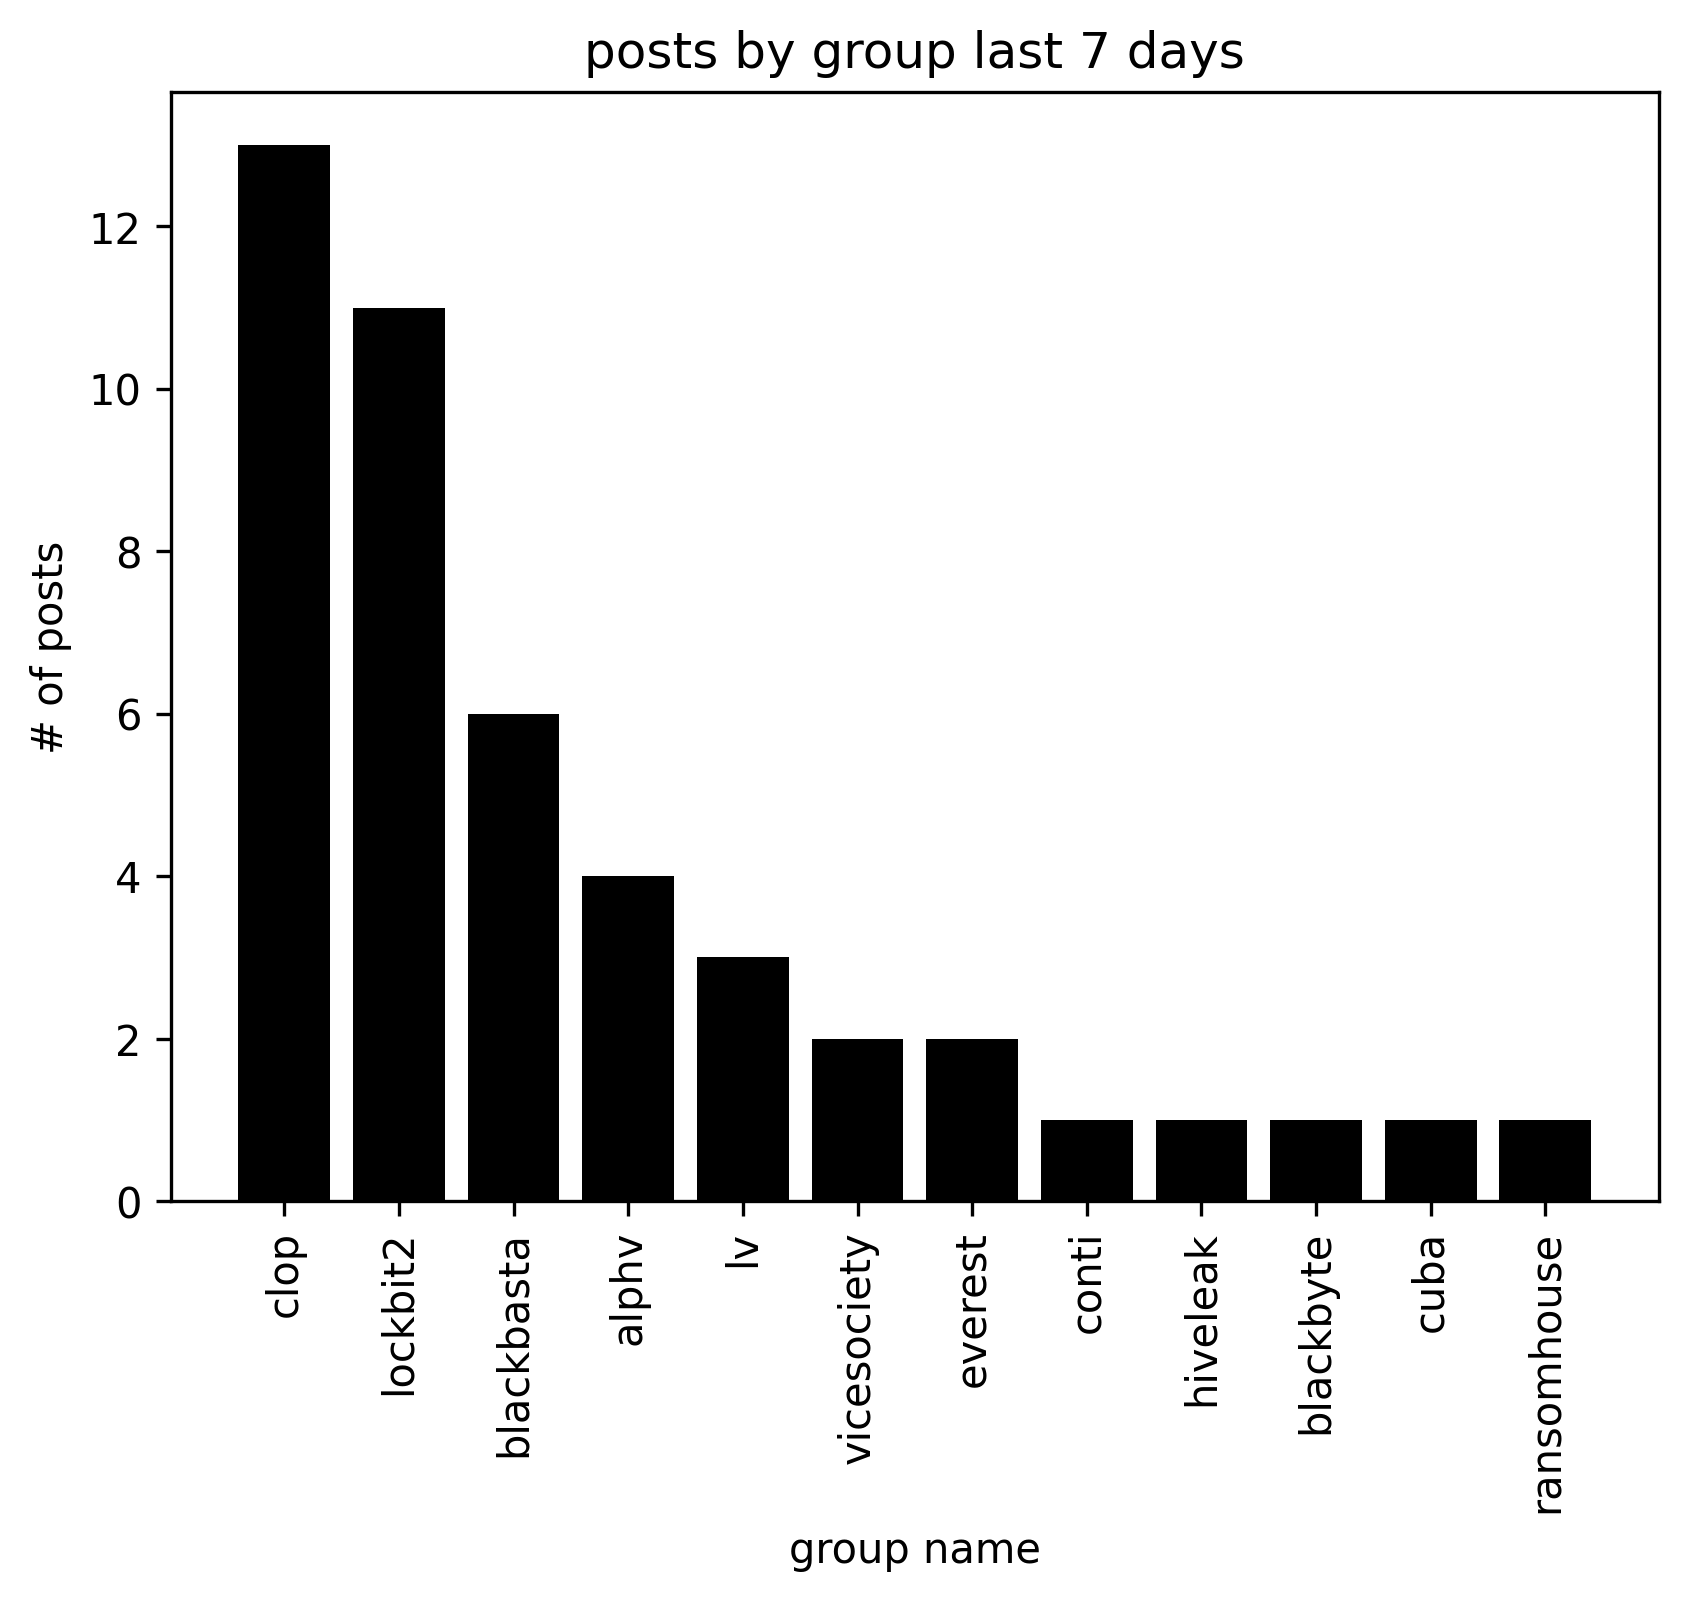 posts by group last 7 days
12
10
8
6
4
2
0
# of posts
clop
lockbit2
blackbasta
alphv
lv
vicesociety
everest
conti
hiveleak
blackbyte
cuba
ransomhouse
group name